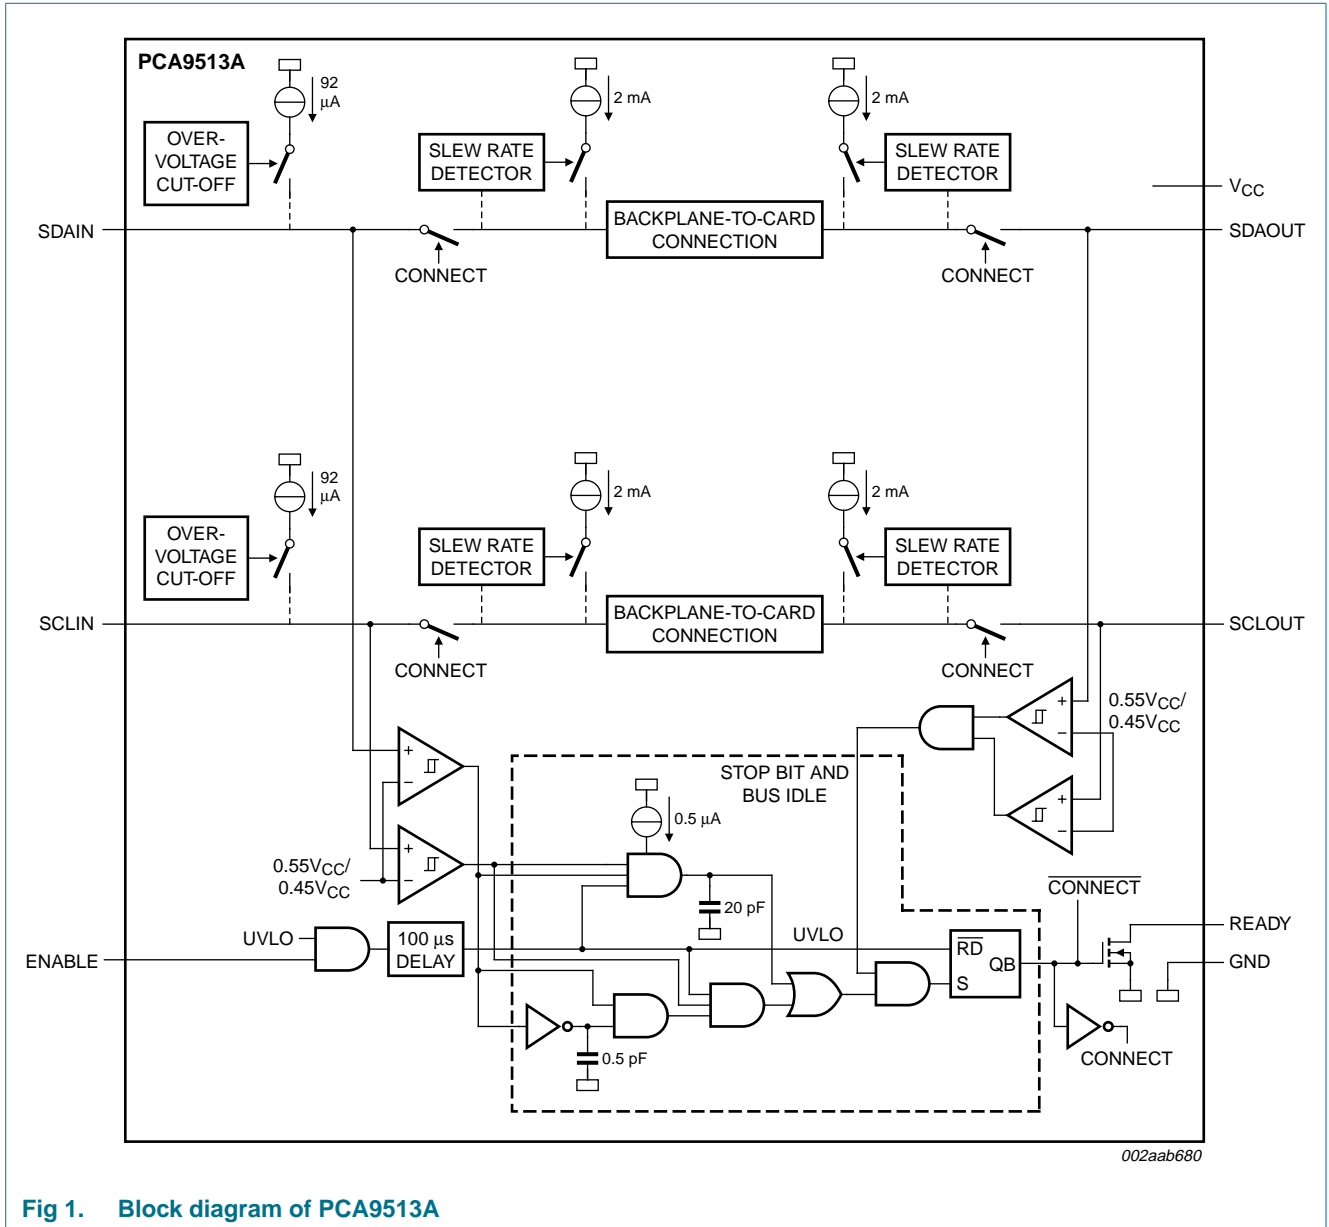 PCA9513A
92
μA
2 mA
2 mA
OVER-
VOLTAGE
CUT-OFF
SLEW RATE
DETECTOR
SLEW RATE
DETECTOR
VCC
SDAIN
BACKPLANE-TO-CARD
CONNECTION
SDAOUT
CONNECT
CONNECT
92
μA
2 mA
2 mA
OVER-
VOLTAGE
CUT-OFF
SLEW RATE
DETECTOR
SLEW RATE
DETECTOR
SCLIN
BACKPLANE-TO-CARD
CONNECTION
SCLOUT
CONNECT
CONNECT
+
−
+
−
0.55VCC/
0.45VCC
+
−
+
−
0.55VCC/
0.45VCC
STOP BIT AND
BUS IDLE
0.5 μA
20 pF
CONNECT
READY
UVLO
ENABLE
100 μs
DELAY
UVLO
RD
QB
S
GND
0.5 pF
CONNECT
002aab680
Fig 1. Block diagram of PCA9513A